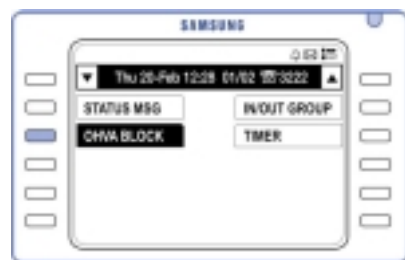 SAMSUNG
Thu 20-Feb 12:28 01/02 ☏3222
STATUS MSG IN/OUT GROUP
OHVA BLOCK TIMER